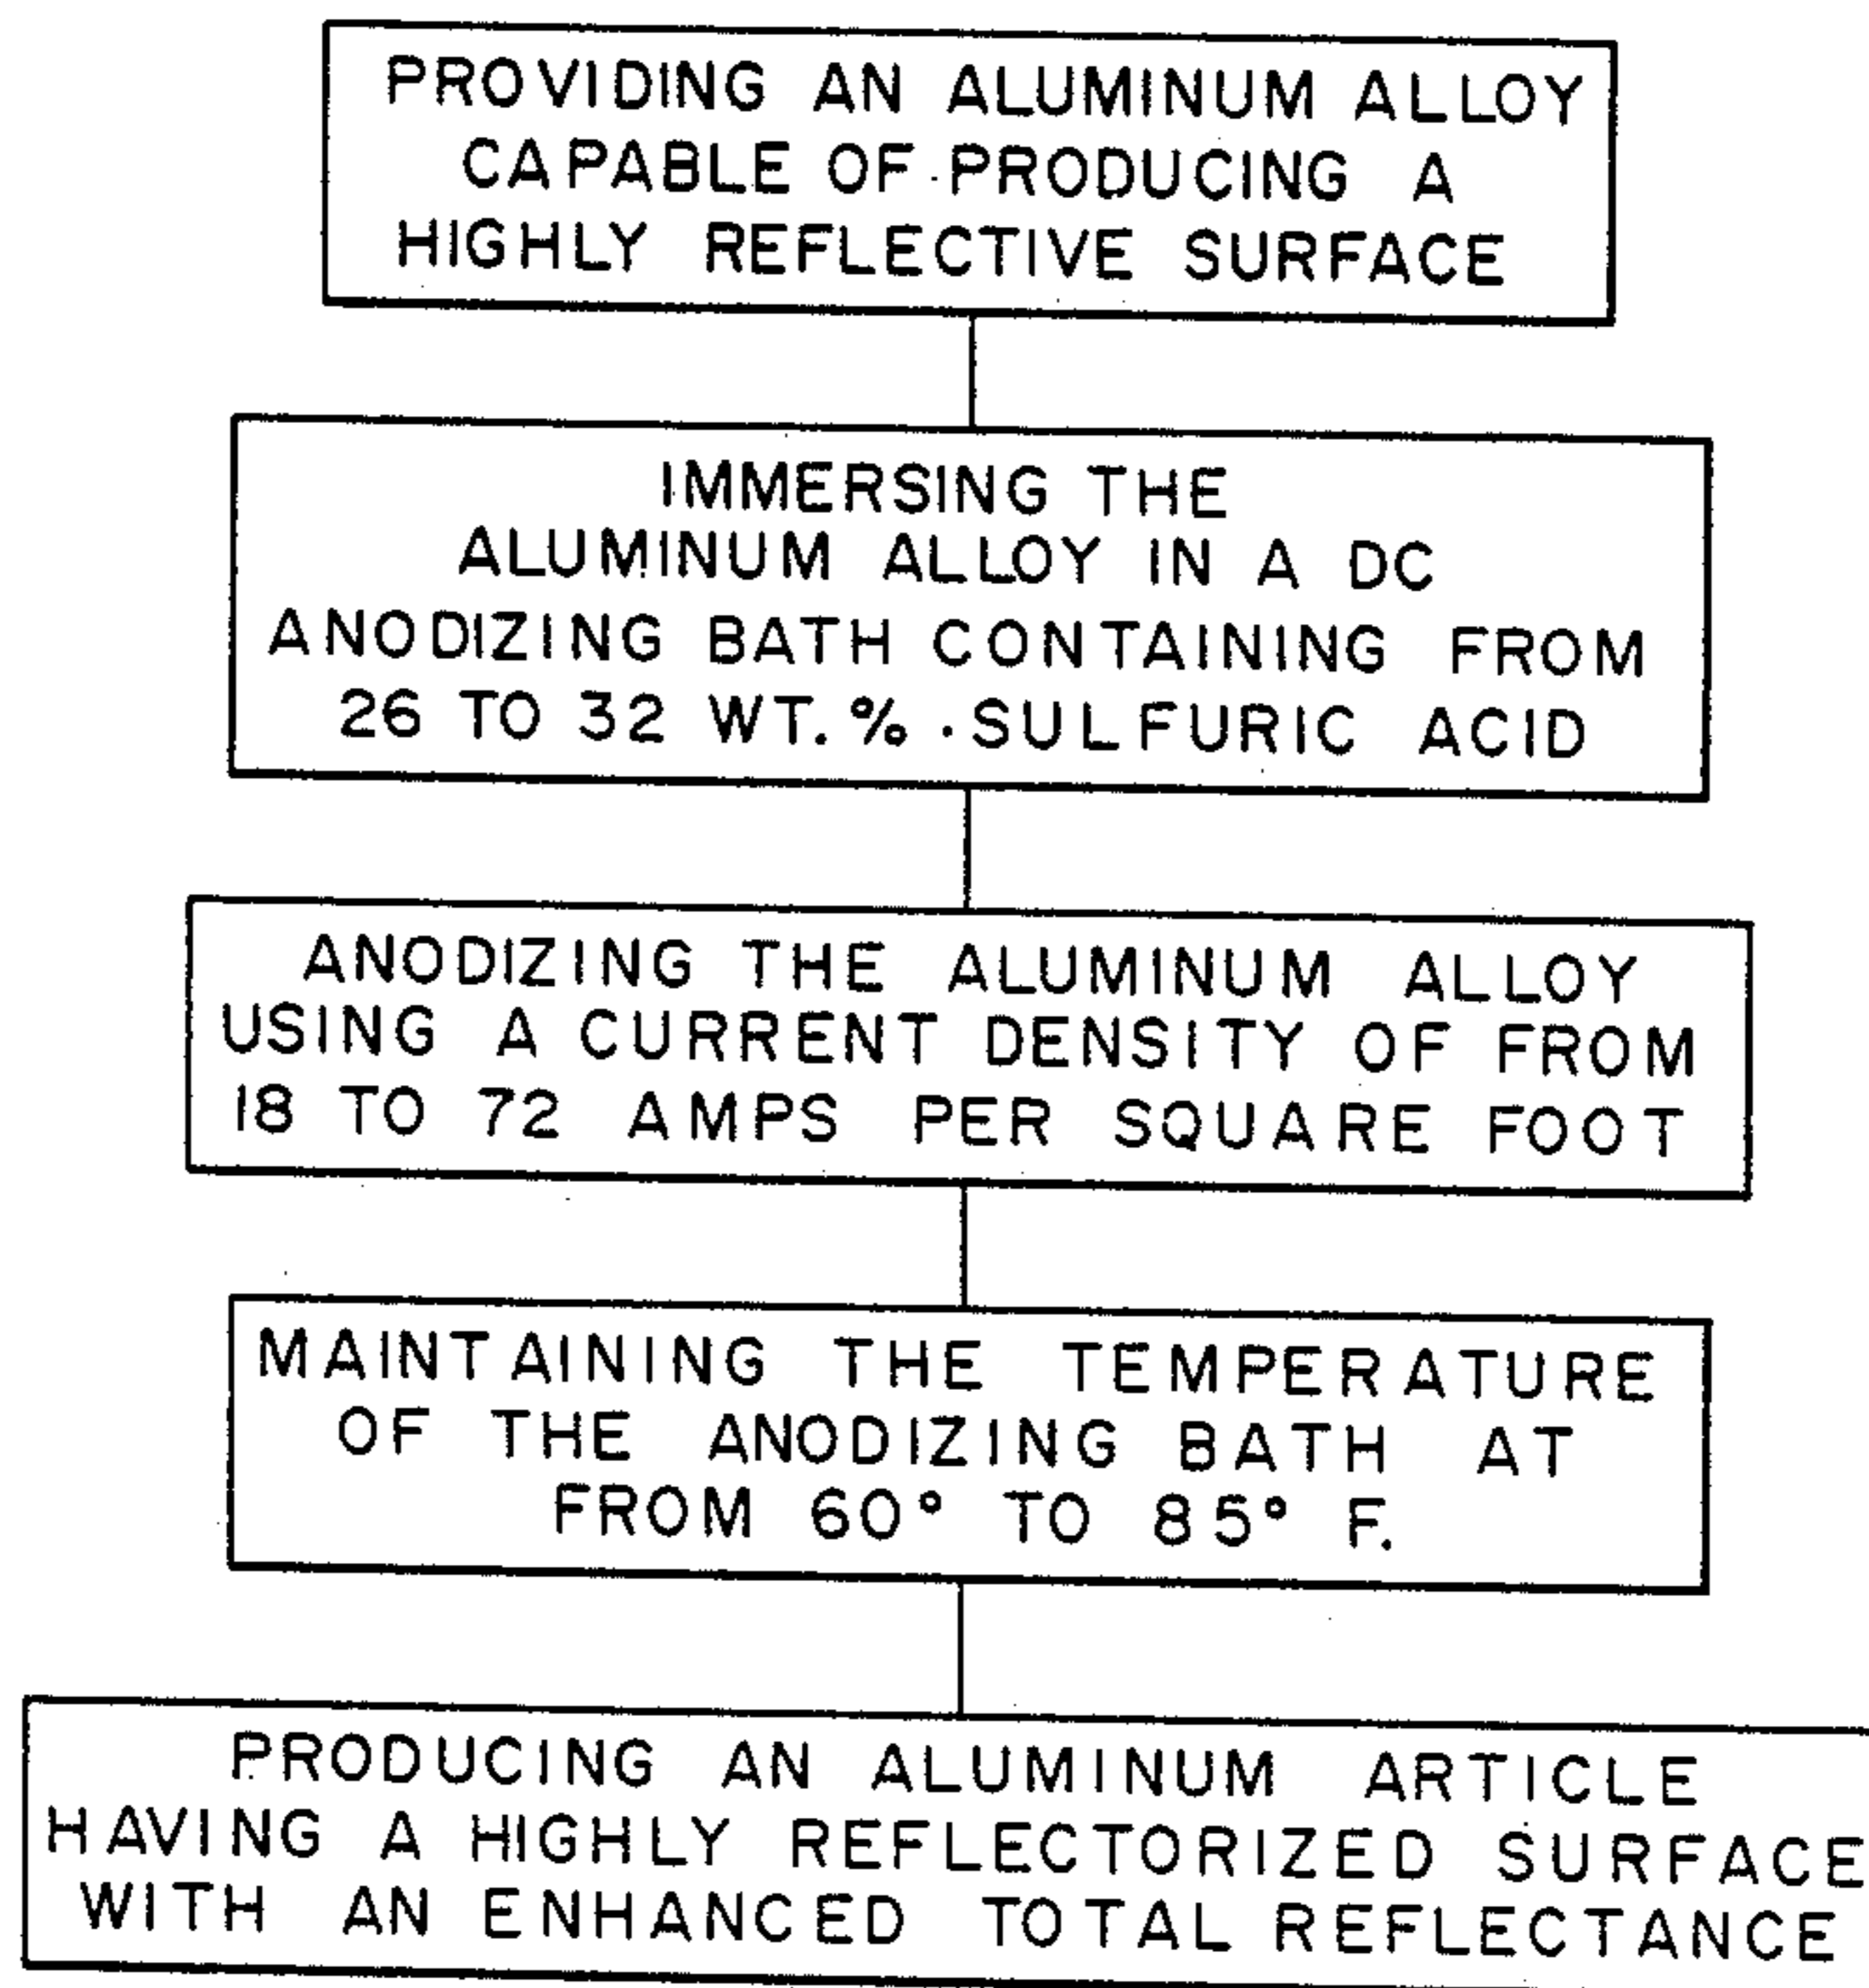 PROVIDING AN ALUMINUM ALLOY
CAPABLE OF PRODUCING A
HIGHLY REFLECTIVE SURFACE
IMMERSING THE
ALUMINUM ALLOY IN A DC
ANODIZING BATH CONTAINING FROM
26 TO 32 WT. % SULFURIC ACID
ANODIZING THE ALUMINUM ALLOY
USING A CURRENT DENSITY OF FROM
18 TO 72 AMPS PER SQUARE FOOT
MAINTAINING THE TEMPERATURE
OF THE ANODIZING BATH AT
FROM 60° TO 85° F.
PRODUCING AN ALUMINUM ARTICLE
HAVING A HIGHLY REFLECTORIZED SURFACE
WITH AN ENHANCED TOTAL REFLECTANCE